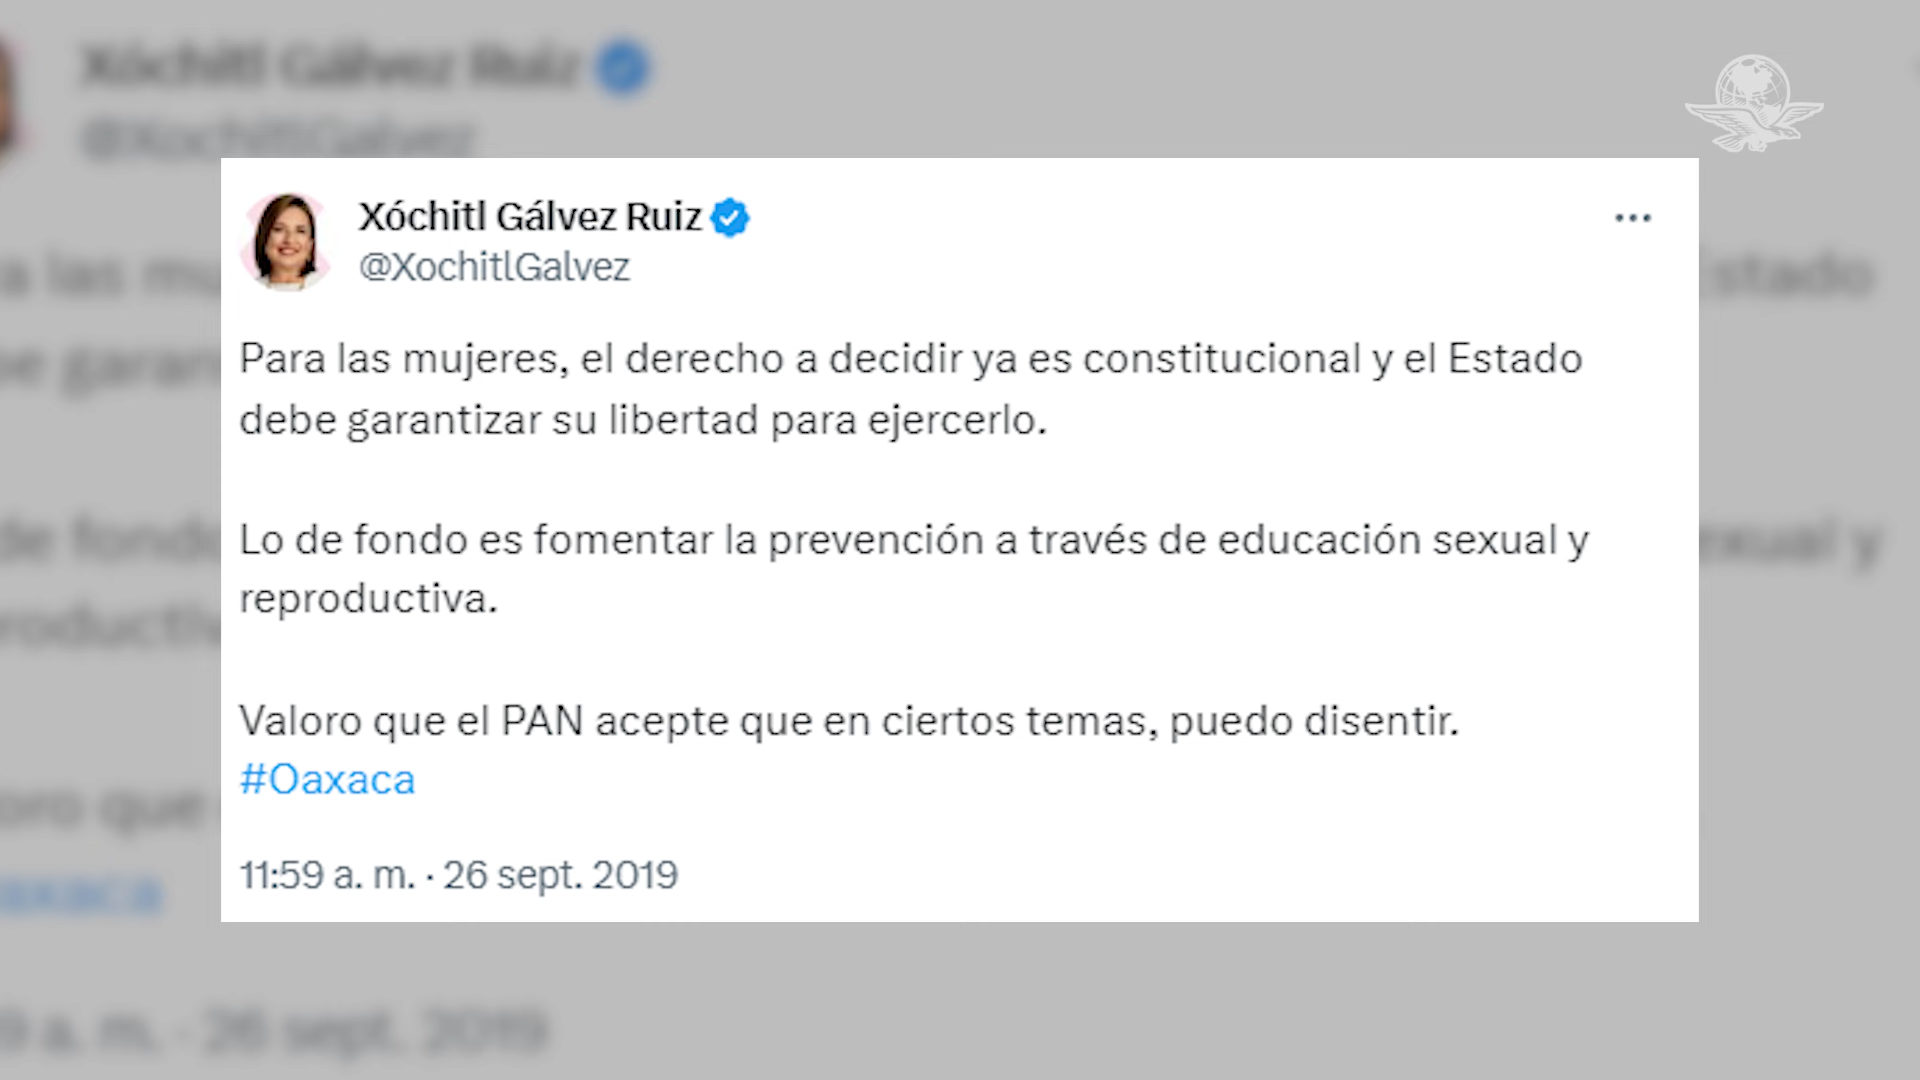 Xóchitl Gálvez Ruiz
@XochitlGalvez
Para las mujeres, el derecho a decidir ya es constitucional y el Estado
debe garantizar su libertad para ejercerlo.
Lo de fondo es fomentar la prevención a través de educación sexual y
reproductiva.
Valoro que el PAN acepte que en ciertos temas, puedo disentir.
#Oaxaca
11:59 a. m. · 26 sept. 2019